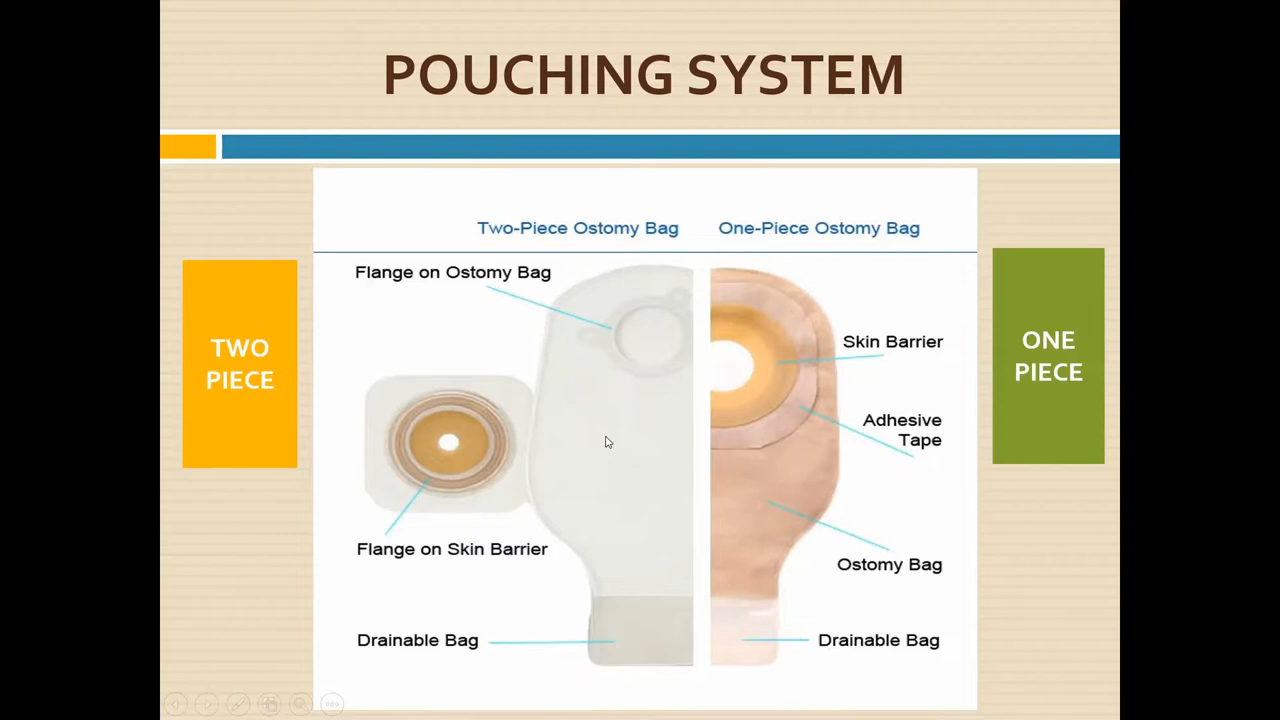 POUCHING SYSTEM
Two-Piece Ostomy Bag
One-Piece Ostomy Bag
TWO
PIECE
Flange on Ostomy Bag
Flange on Skin Barrier
Drainable Bag
Skin Barrier
Adhesive
Tape
Ostomy Bag
Drainable Bag
ONE
PIECE